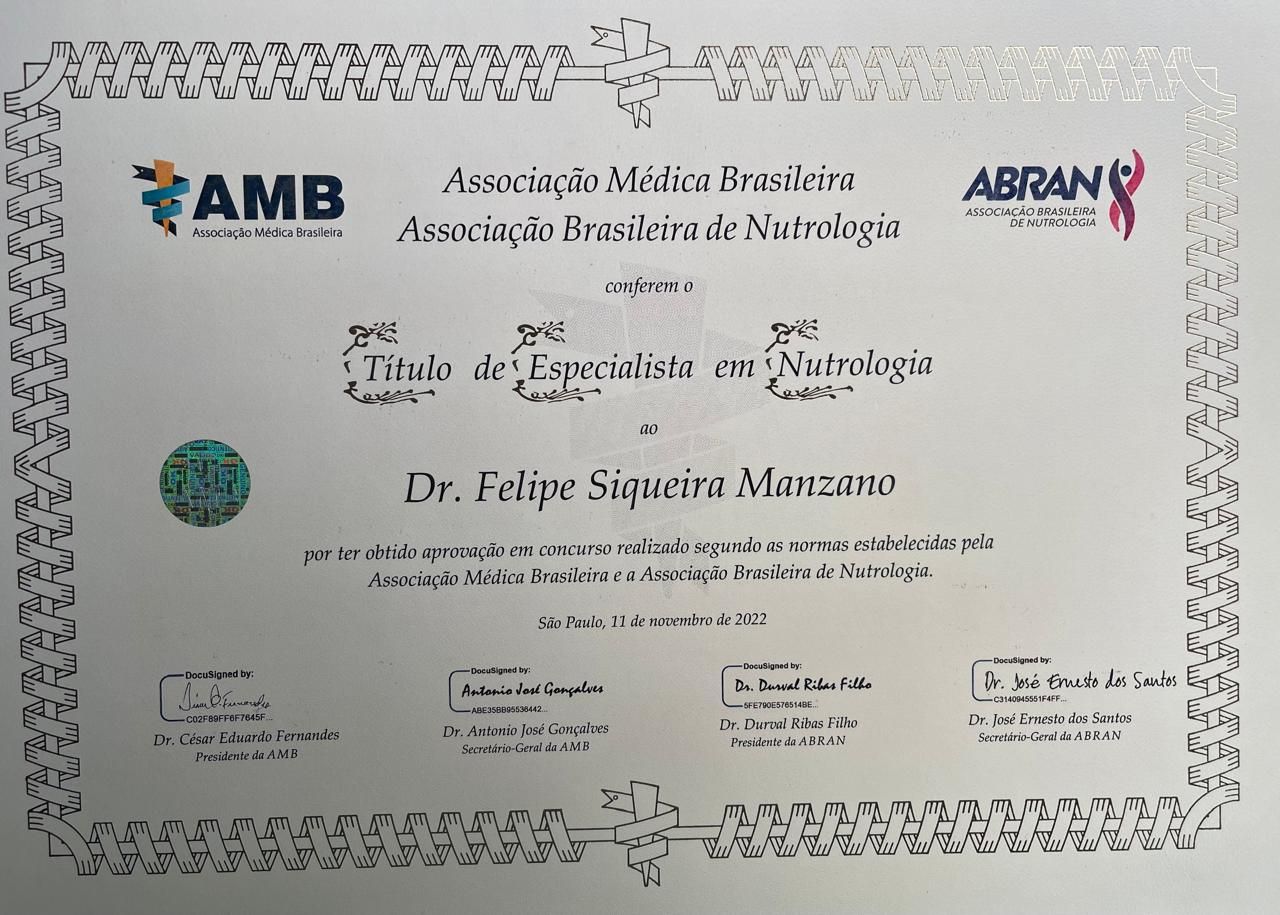 AMB
Associação Médica Brasileira
Associação Médica Brasileira
Associação Brasileira de Nutrologia
ABRAN
ASSOCIAÇÃO BRASILEIRA
DE NUTROLOGIA
conferem o
Título de Especialista em Nutrologia
ao
Dr. Felipe Siqueira Manzano
por ter obtido aprovação em concurso realizado segundo as normas estabelecidas pela
Associação Médica Brasileira e a Associação Brasileira de Nutrologia.
São Paulo, 11 de novembro de 2022
DocuSigned by:
C02F89FF6F7645F...
Dr. César Eduardo Fernandes
Presidente da AMB
DocuSigned by:
Antonio José Gonçalves
ABE35BB95536442...
Dr. Antonio José Gonçalves
Secretário-Geral da AMB
DocuSigned by:
Dr. Durval Ribas Filho
5FE790E576514BE...
Dr. Durval Ribas Filho
Presidente da ABRAN
DocuSigned by:
Dr. José Ernesto dos Santos
C3140945551F4FF...
Dr. José Ernesto dos Santos
Secretário-Geral da ABRAN